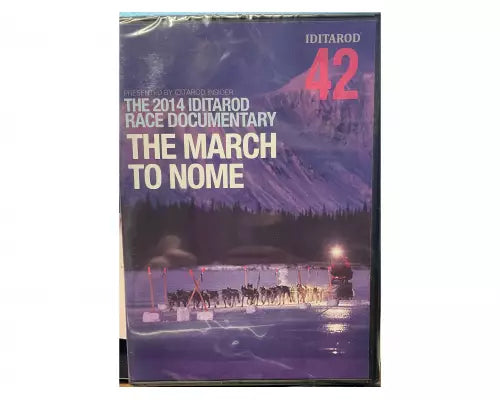 IDITAROD
42
PRESENTED BY IDITAROD INSIDER
THE 2014 IDITAROD
RACE DOCUMENTARY
THE MARCH
TO NOME